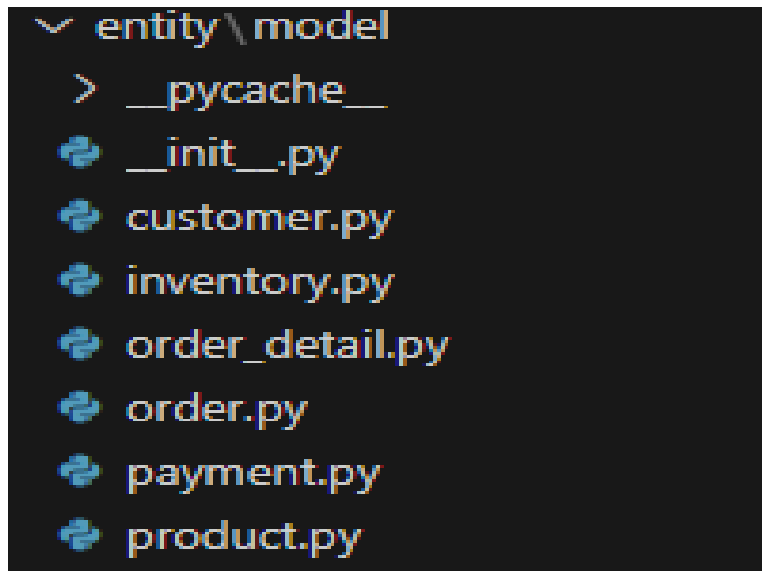 entity\model
__pycache__
__init__.py
customer.py
inventory.py
order_detail.py
order.py
payment.py
product.py